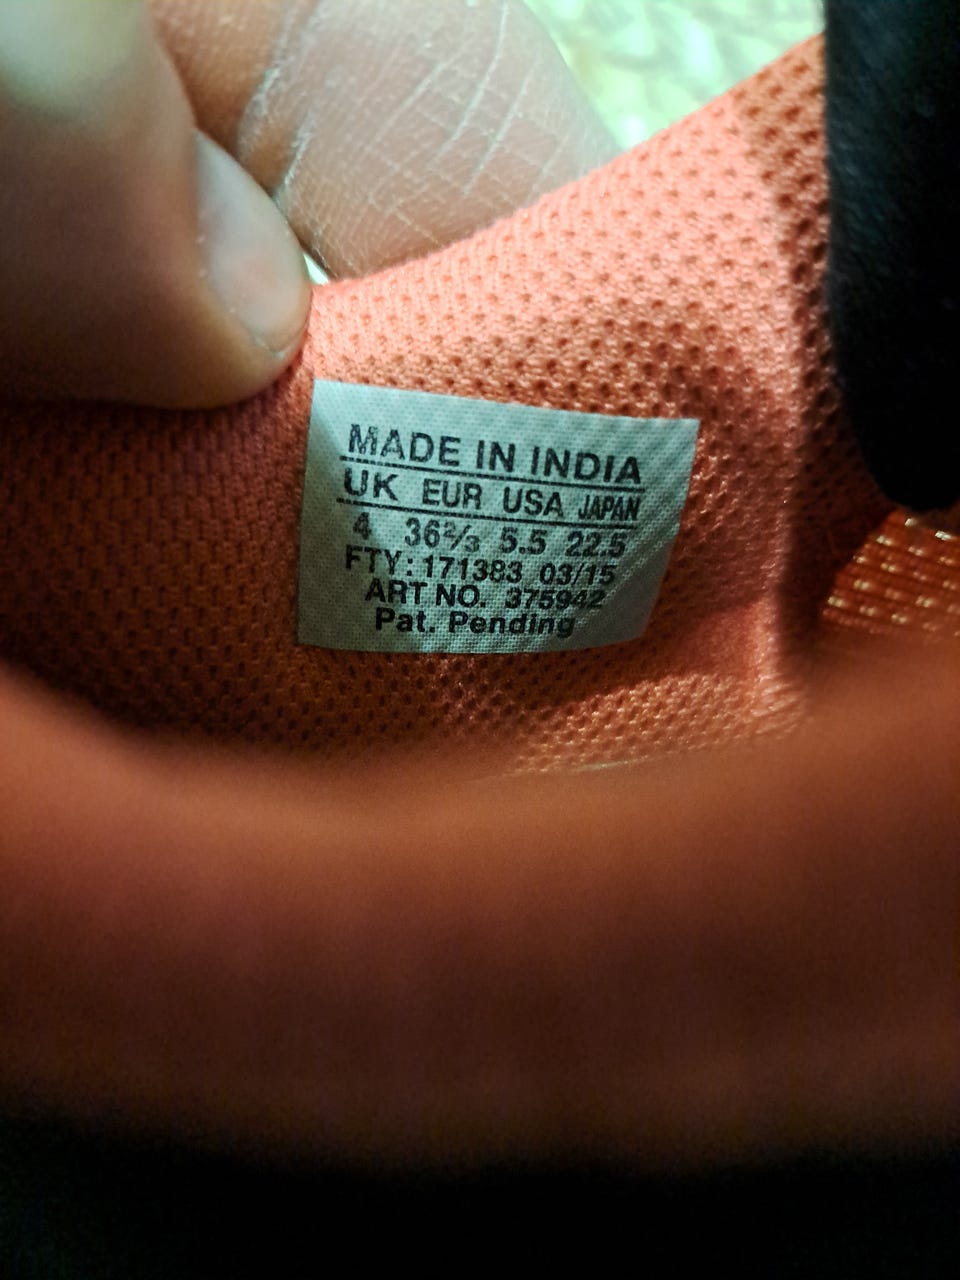 MADE IN INDIA
UK EUR USA JAPAN
4 36⅔ 5.5 22.5
FTY: 171383 03/15
ART NO. 375942
Pat. Pending